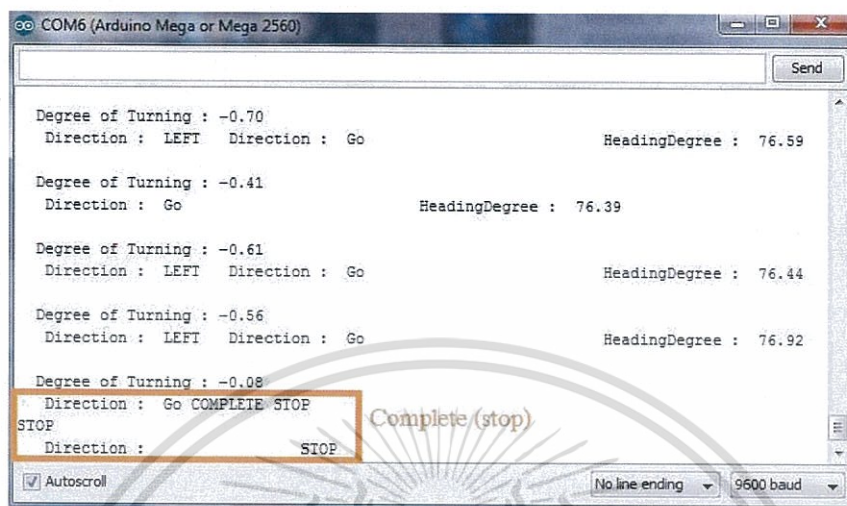 COM6 (Arduino Mega or Mega 2560)
Send
Degree of Turning : -0.70
Direction : LEFT Direction : Go HeadingDegree : 76.59
Degree of Turning : -0.41
Direction : Go HeadingDegree : 76.39
Degree of Turning : -0.61
Direction : LEFT Direction : Go HeadingDegree : 76.44
Degree of Turning : -0.56
Direction : LEFT Direction : Go HeadingDegree : 76.92
Degree of Turning : -0.08
Direction : Go COMPLETE STOP
STOP
Direction : STOP
Complete (stop)
Autoscroll
No line ending
9600 baud